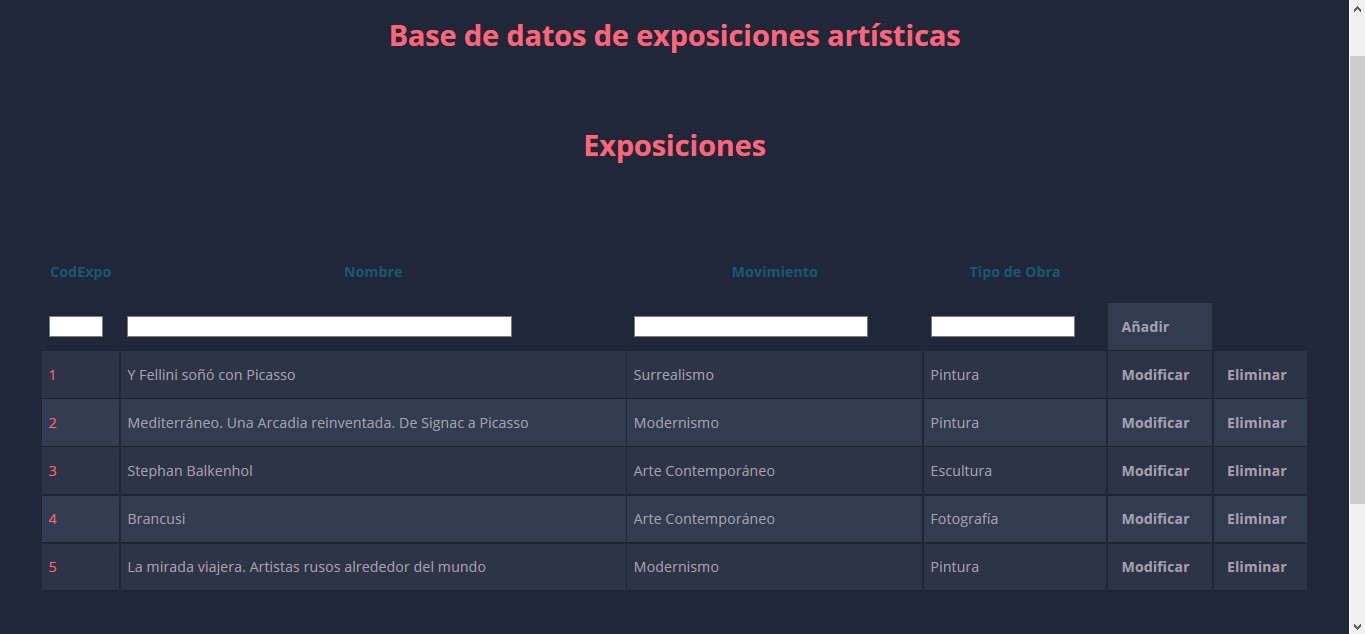 Base de datos de exposiciones artísticas
Exposiciones
CodExpo Nombre Movimiento Tipo de Obra
Añadir
1 Y Fellini soñó con Picasso Surrealismo Pintura Modificar Eliminar
2 Mediterráneo. Una Arcadia reinventada. De Signac a Picasso Modernismo Pintura Modificar Eliminar
3 Stephan Balkenhol Arte Contemporáneo Escultura Modificar Eliminar
4 Brancusi Arte Contemporáneo Fotografía Modificar Eliminar
5 La mirada viajera. Artistas rusos alrededor del mundo Modernismo Pintura Modificar Eliminar